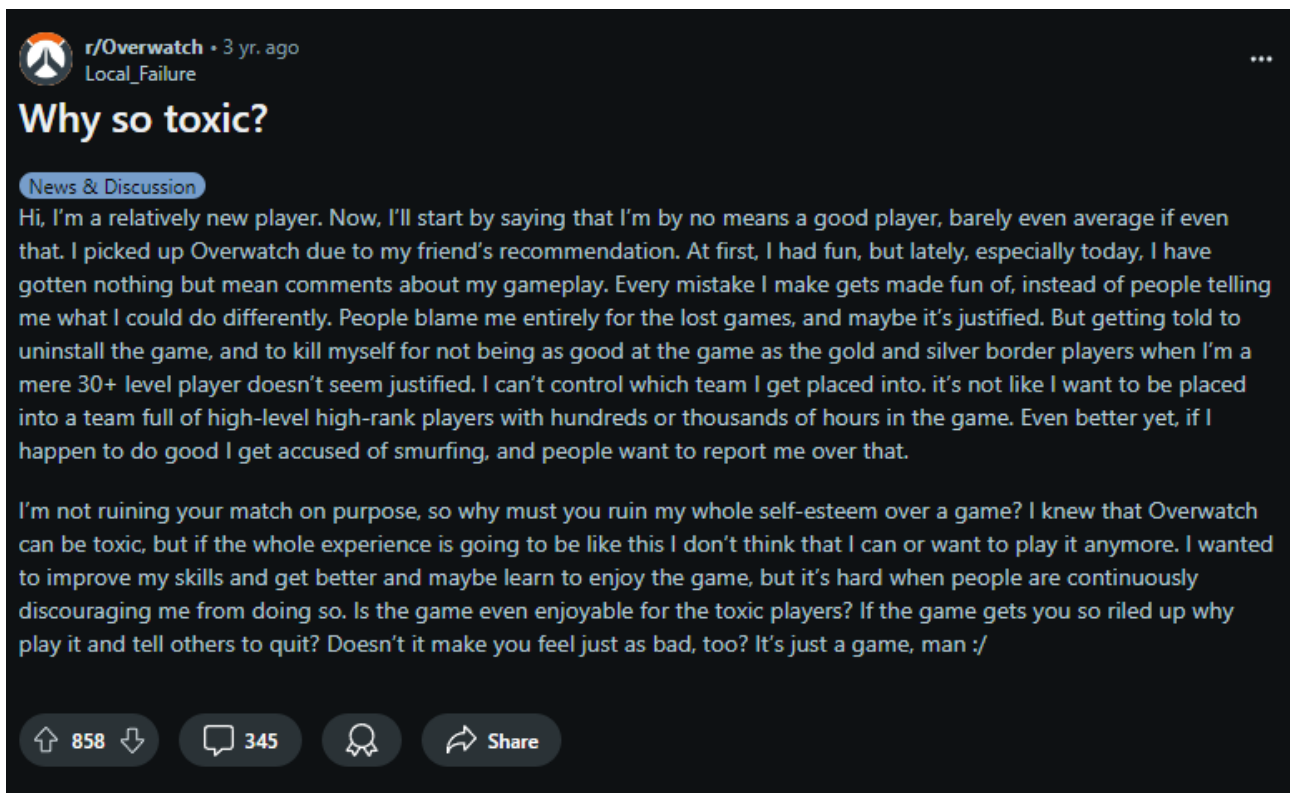 r/Overwatch • 3 yr. ago
Local_Failure
Why so toxic?
News & Discussion
Hi, I’m a relatively new player. Now, I’ll start by saying that I’m by no means a good player, barely even average if even
that. I picked up Overwatch due to my friend’s recommendation. At first, I had fun, but lately, especially today, I have
gotten nothing but mean comments about my gameplay. Every mistake I make gets made fun of, instead of people telling
me what I could do differently. People blame me entirely for the lost games, and maybe it’s justified. But getting told to
uninstall the game, and to kill myself for not being as good at the game as the gold and silver border players when I’m a
mere 30+ level player doesn’t seem justified. I can’t control which team I get placed into. it’s not like I want to be placed
into a team full of high-level high-rank players with hundreds or thousands of hours in the game. Even better yet, if I
happen to do good I get accused of smurfing, and people want to report me over that.
I’m not ruining your match on purpose, so why must you ruin my whole self-esteem over a game? I knew that Overwatch
can be toxic, but if the whole experience is going to be like this I don’t think that I can or want to play it anymore. I wanted
to improve my skills and get better and maybe learn to enjoy the game, but it’s hard when people are continuously
discouraging me from doing so. Is the game even enjoyable for the toxic players? If the game gets you so riled up why
play it and tell others to quit? Doesn’t it make you feel just as bad, too? It’s just a game, man :/
858
345
Share